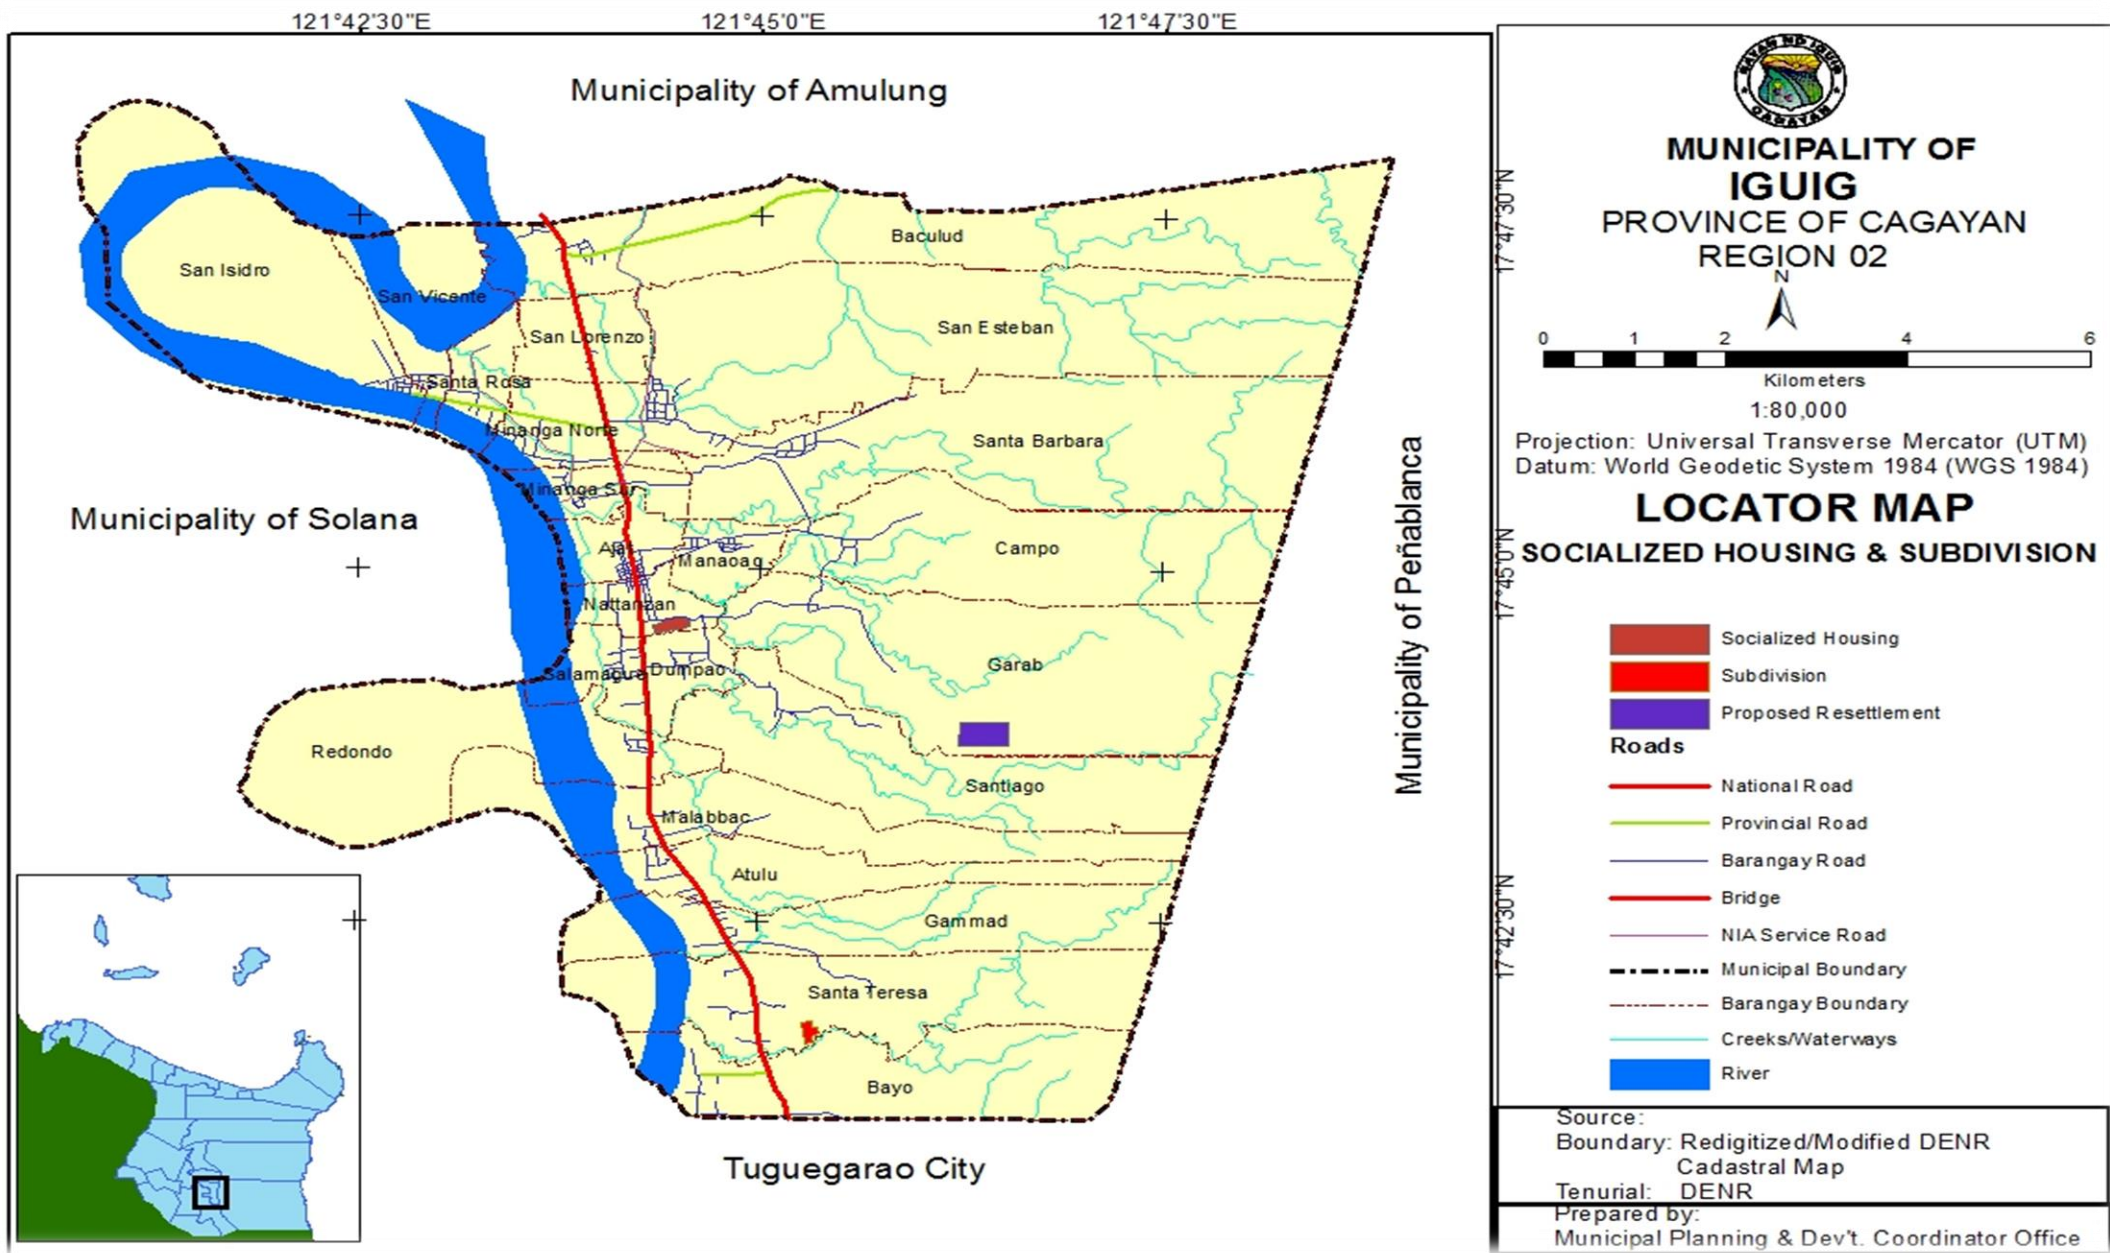 121°42'30"E
121°45'0"E
121°47'30"E
Municipality of Amulung
Baculud
San Isidro
San Vicente
San Esteban
San Lorenzo
Santa Rosa
Minanga Norte
Santa Barbara
Minanga Sur
Municipality of Solana
Campo
Manaoag
Nattanzan
Garab
Salamague
Dumpao
Redondo
Santiago
Malabbac
Atulu
Gammad
Santa Teresa
Bayo
Tuguegarao City
Municipality of Peñablanca
17°47'30"N
17°45'0"N
17°42'30"N
BAYAN NG IGUIG
CAGAYAN
MUNICIPALITY OF
IGUIG
PROVINCE OF CAGAYAN
REGION 02
N
0 1 2 4 6
Kilometers
1:80,000
Projection: Universal Transverse Mercator (UTM)
Datum: World Geodetic System 1984 (WGS 1984)
LOCATOR MAP
SOCIALIZED HOUSING & SUBDIVISION
Socialized Housing
Subdivision
Proposed Resettlement
Roads
National Road
Provincial Road
Barangay Road
Bridge
NIA Service Road
Municipal Boundary
Barangay Boundary
Creeks/Waterways
River
Source:
Boundary: Redigitized/Modified DENR
Cadastral Map
Tenurial: DENR
Prepared by:
Municipal Planning & Dev't. Coordinator Office